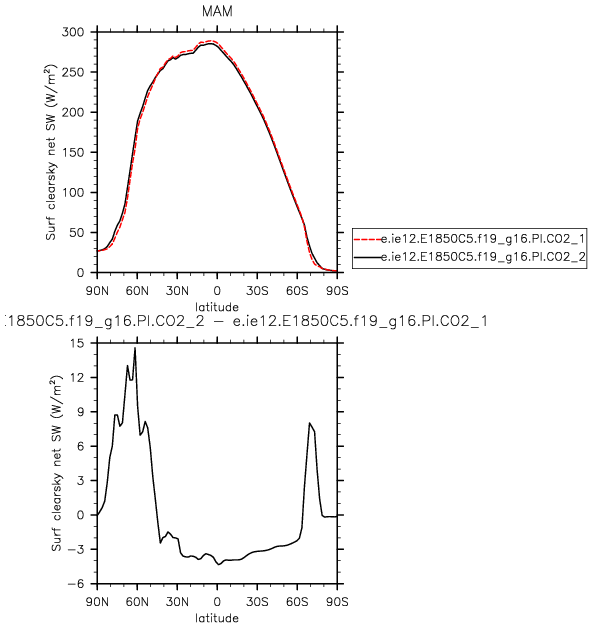 MAM
Surf clearsky net SW (W/m²)
300
250
200
150
100
50
0
90N 60N 30N 0 30S 60S 90S
latitude
e.ie12.E1850C5.f19_g16.PI.CO2_1
e.ie12.E1850C5.f19_g16.PI.CO2_2
:1850C5.f19_g16.PI.CO2_2 − e.ie12.E1850C5.f19_g16.PI.CO2_1
Surf clearsky net SW (W/m²)
15
12
9
6
3
0
−3
−6
90N 60N 30N 0 30S 60S 90S
latitude